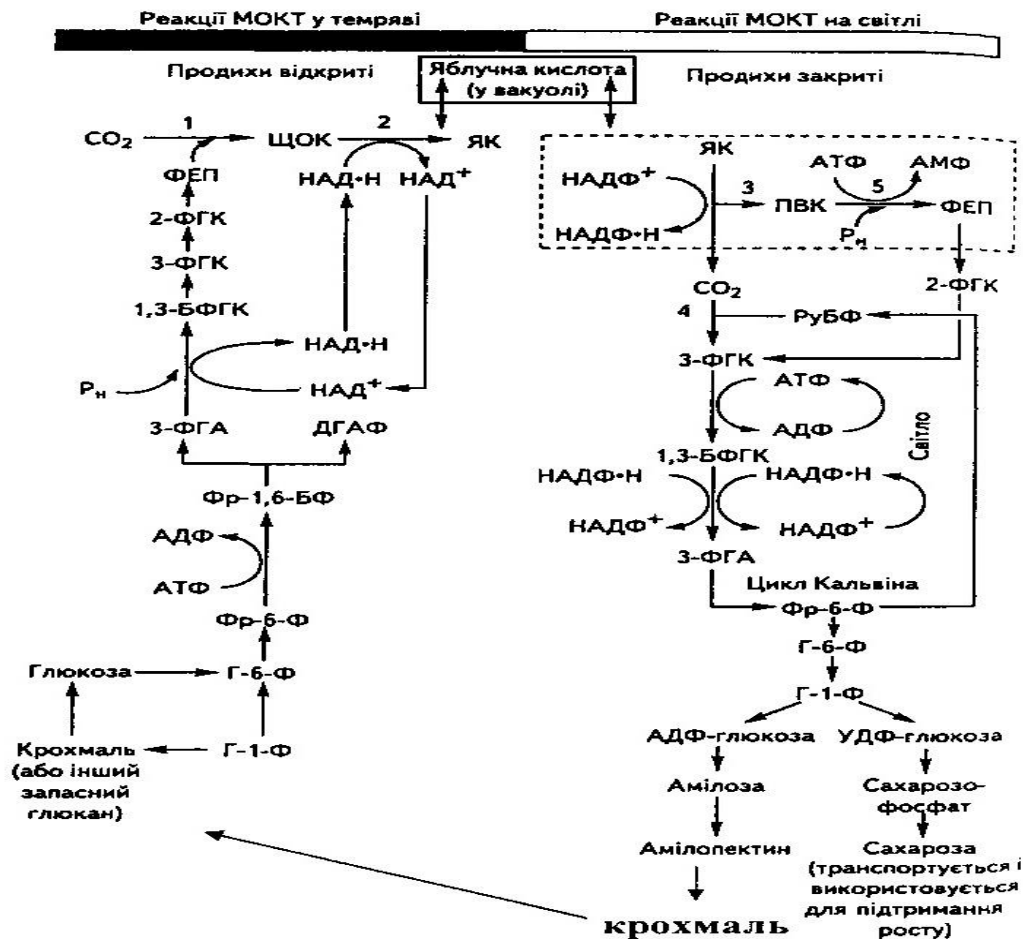 Реакції МОКТ у темряві
Реакції МОКТ на світлі
Продихи відкриті
Яблучна кислота
(у вакуолі)
Продихи закриті
CO₂
1
ЩОК
2
ЯК
ФЕП
НАД•Н
НАД⁺
2-ФГК
3-ФГК
1,3-БФГК
НАД•Н
Рн
НАД⁺
3-ФГА
ДГАФ
Фр-1,6-БФ
АДФ
АТФ
Фр-6-Ф
Глюкоза
Г-6-Ф
Крохмаль
(або інший
запасний
глюкан)
Г-1-Ф
ЯК
АТФ
АМФ
НАДФ⁺
3
ПВК
5
ФЕП
НАДФ•Н
Рн
CO₂
2-ФГК
4
РуБФ
3-ФГК
АТФ
АДФ
Світло
1,3-БФГК
НАДФ•Н
НАДФ•Н
НАДФ⁺
НАДФ⁺
3-ФГА
Цикл Кальвіна
Фр-6-Ф
Г-6-Ф
Г-1-Ф
АДФ-глюкоза
УДФ-глюкоза
Амілоза
Сахарозо-
фосфат
Амілопектин
Сахароза
(транспортується і
використовується
для підтримання
росту)
крохмаль